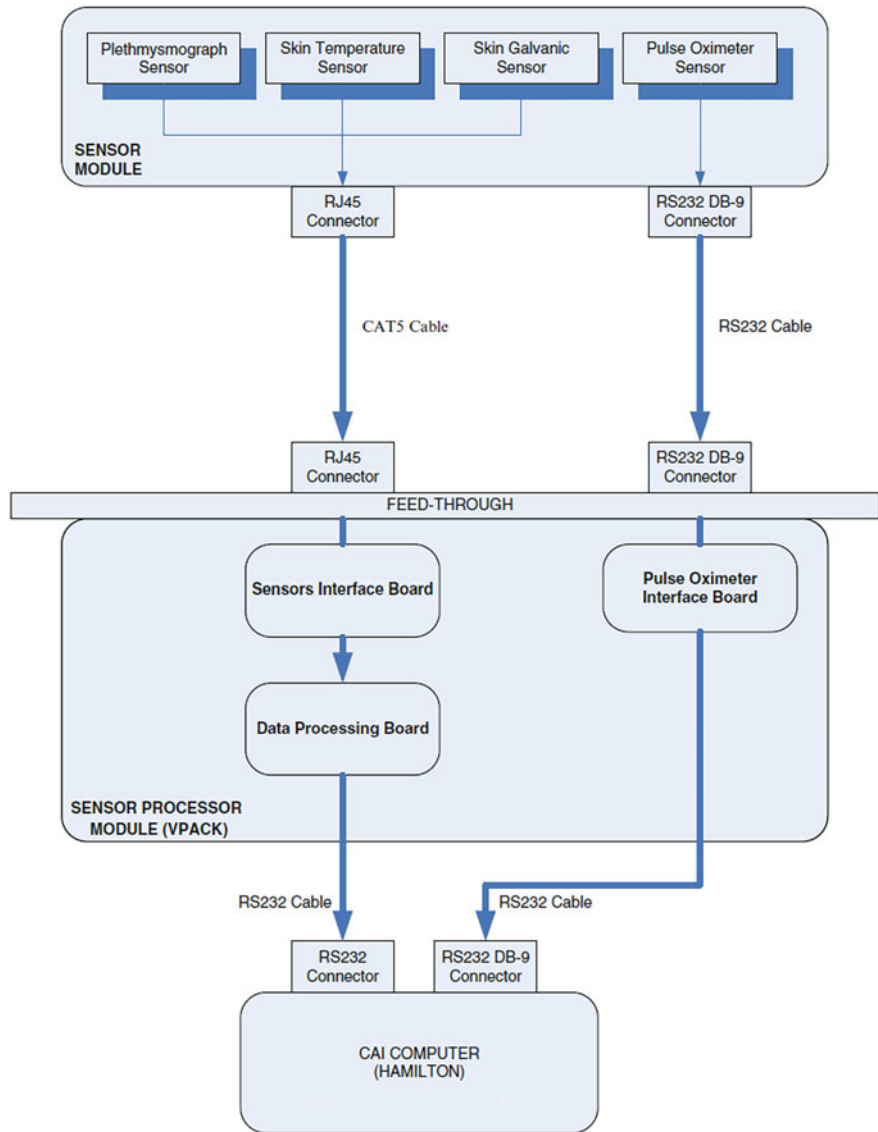 Plethmysmograph
Sensor
Skin Temperature
Sensor
Skin Galvanic
Sensor
Pulse Oximeter
Sensor
SENSOR
MODULE
RJ45
Connector
RS232 DB-9
Connector
CAT5 Cable
RS232 Cable
RJ45
Connector
RS232 DB-9
Connector
FEED-THROUGH
Sensors Interface Board
Pulse Oximeter
Interface Board
Data Processing Board
SENSOR PROCESSOR
MODULE (VPACK)
RS232 Cable
RS232 Cable
RS232
Connector
RS232 DB-9
Connector
CAI COMPUTER
(HAMILTON)